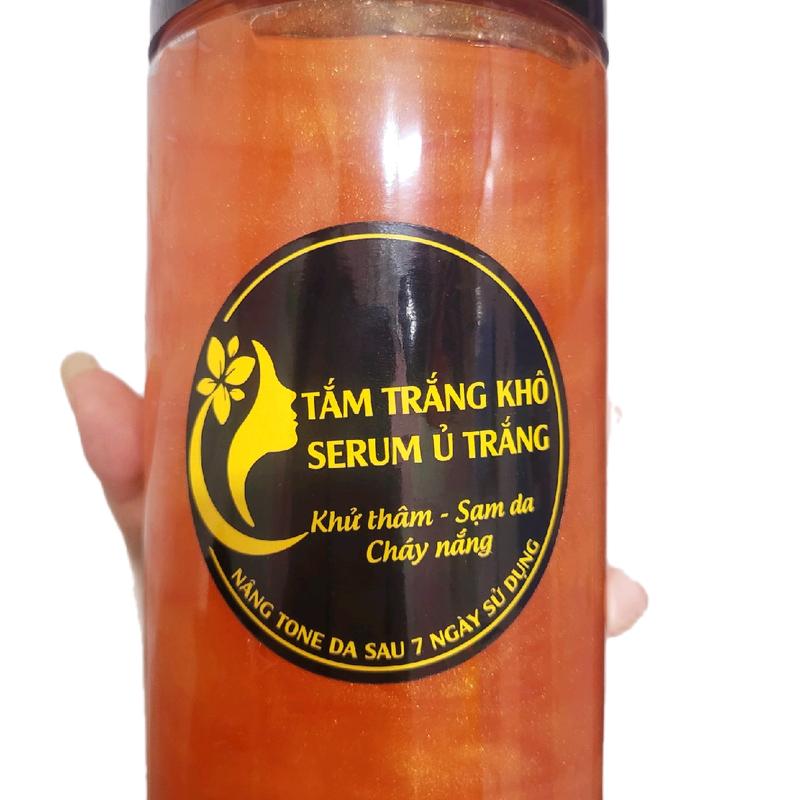 TẮM TRẮNG KHÔ
SERUM Ủ TRẮNG
Khử thâm - Sạm da
Cháy nắng
NÂNG TONE DA SAU 7 NGÀY SỬ DỤNG